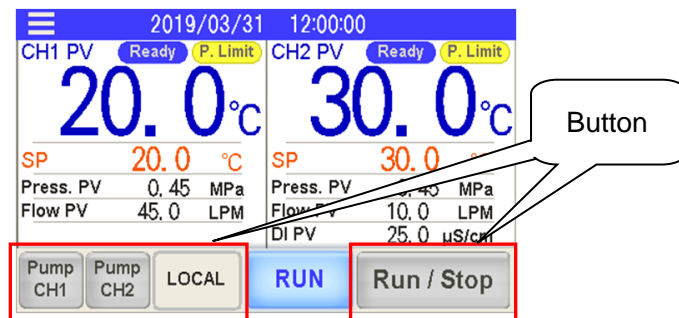 2019/03/31 12:00:00
CH1 PV Ready P. Limit
20.0 °C
SP 20.0 °C
Press. PV 0.45 MPa
Flow PV 45.0 LPM
CH2 PV Ready P. Limit
30.0 °C
SP 30.0
Press. PV MPa
Flow PV 10.0 LPM
DI PV 25.0 µS/cm
Pump CH1
Pump CH2
LOCAL
RUN
Run / Stop
Button